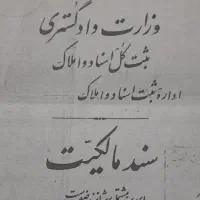 وزارت دادگستری
ثبت کل اسناد و املاک
ادارهٔ ثبت اسناد و املاک
سند مالکیت